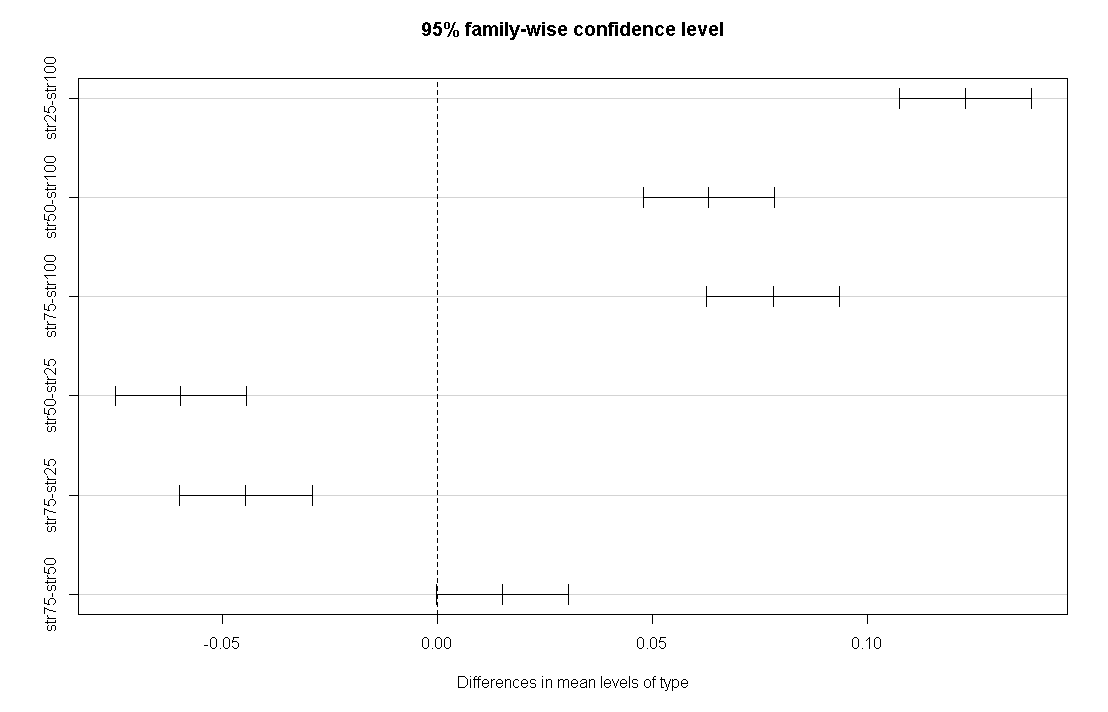 95% family-wise confidence level
str25-str100
str50-str100
str75-str100
str50-str25
str75-str25
str75-str50
-0.05
0.00
0.05
0.10
Differences in mean levels of type